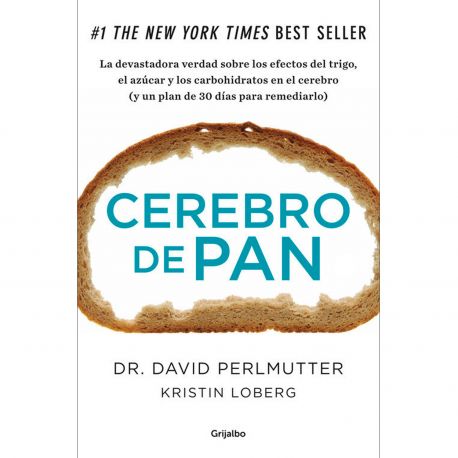 #1 THE NEW YORK TIMES BEST SELLER
La devastadora verdad sobre los efectos del trigo,
el azúcar y los carbohidratos en el cerebro
(y un plan de 30 días para remediarlo)
CEREBRO
DE PAN
DR. DAVID PERLMUTTER
KRISTIN LOBERG
Grijalbo